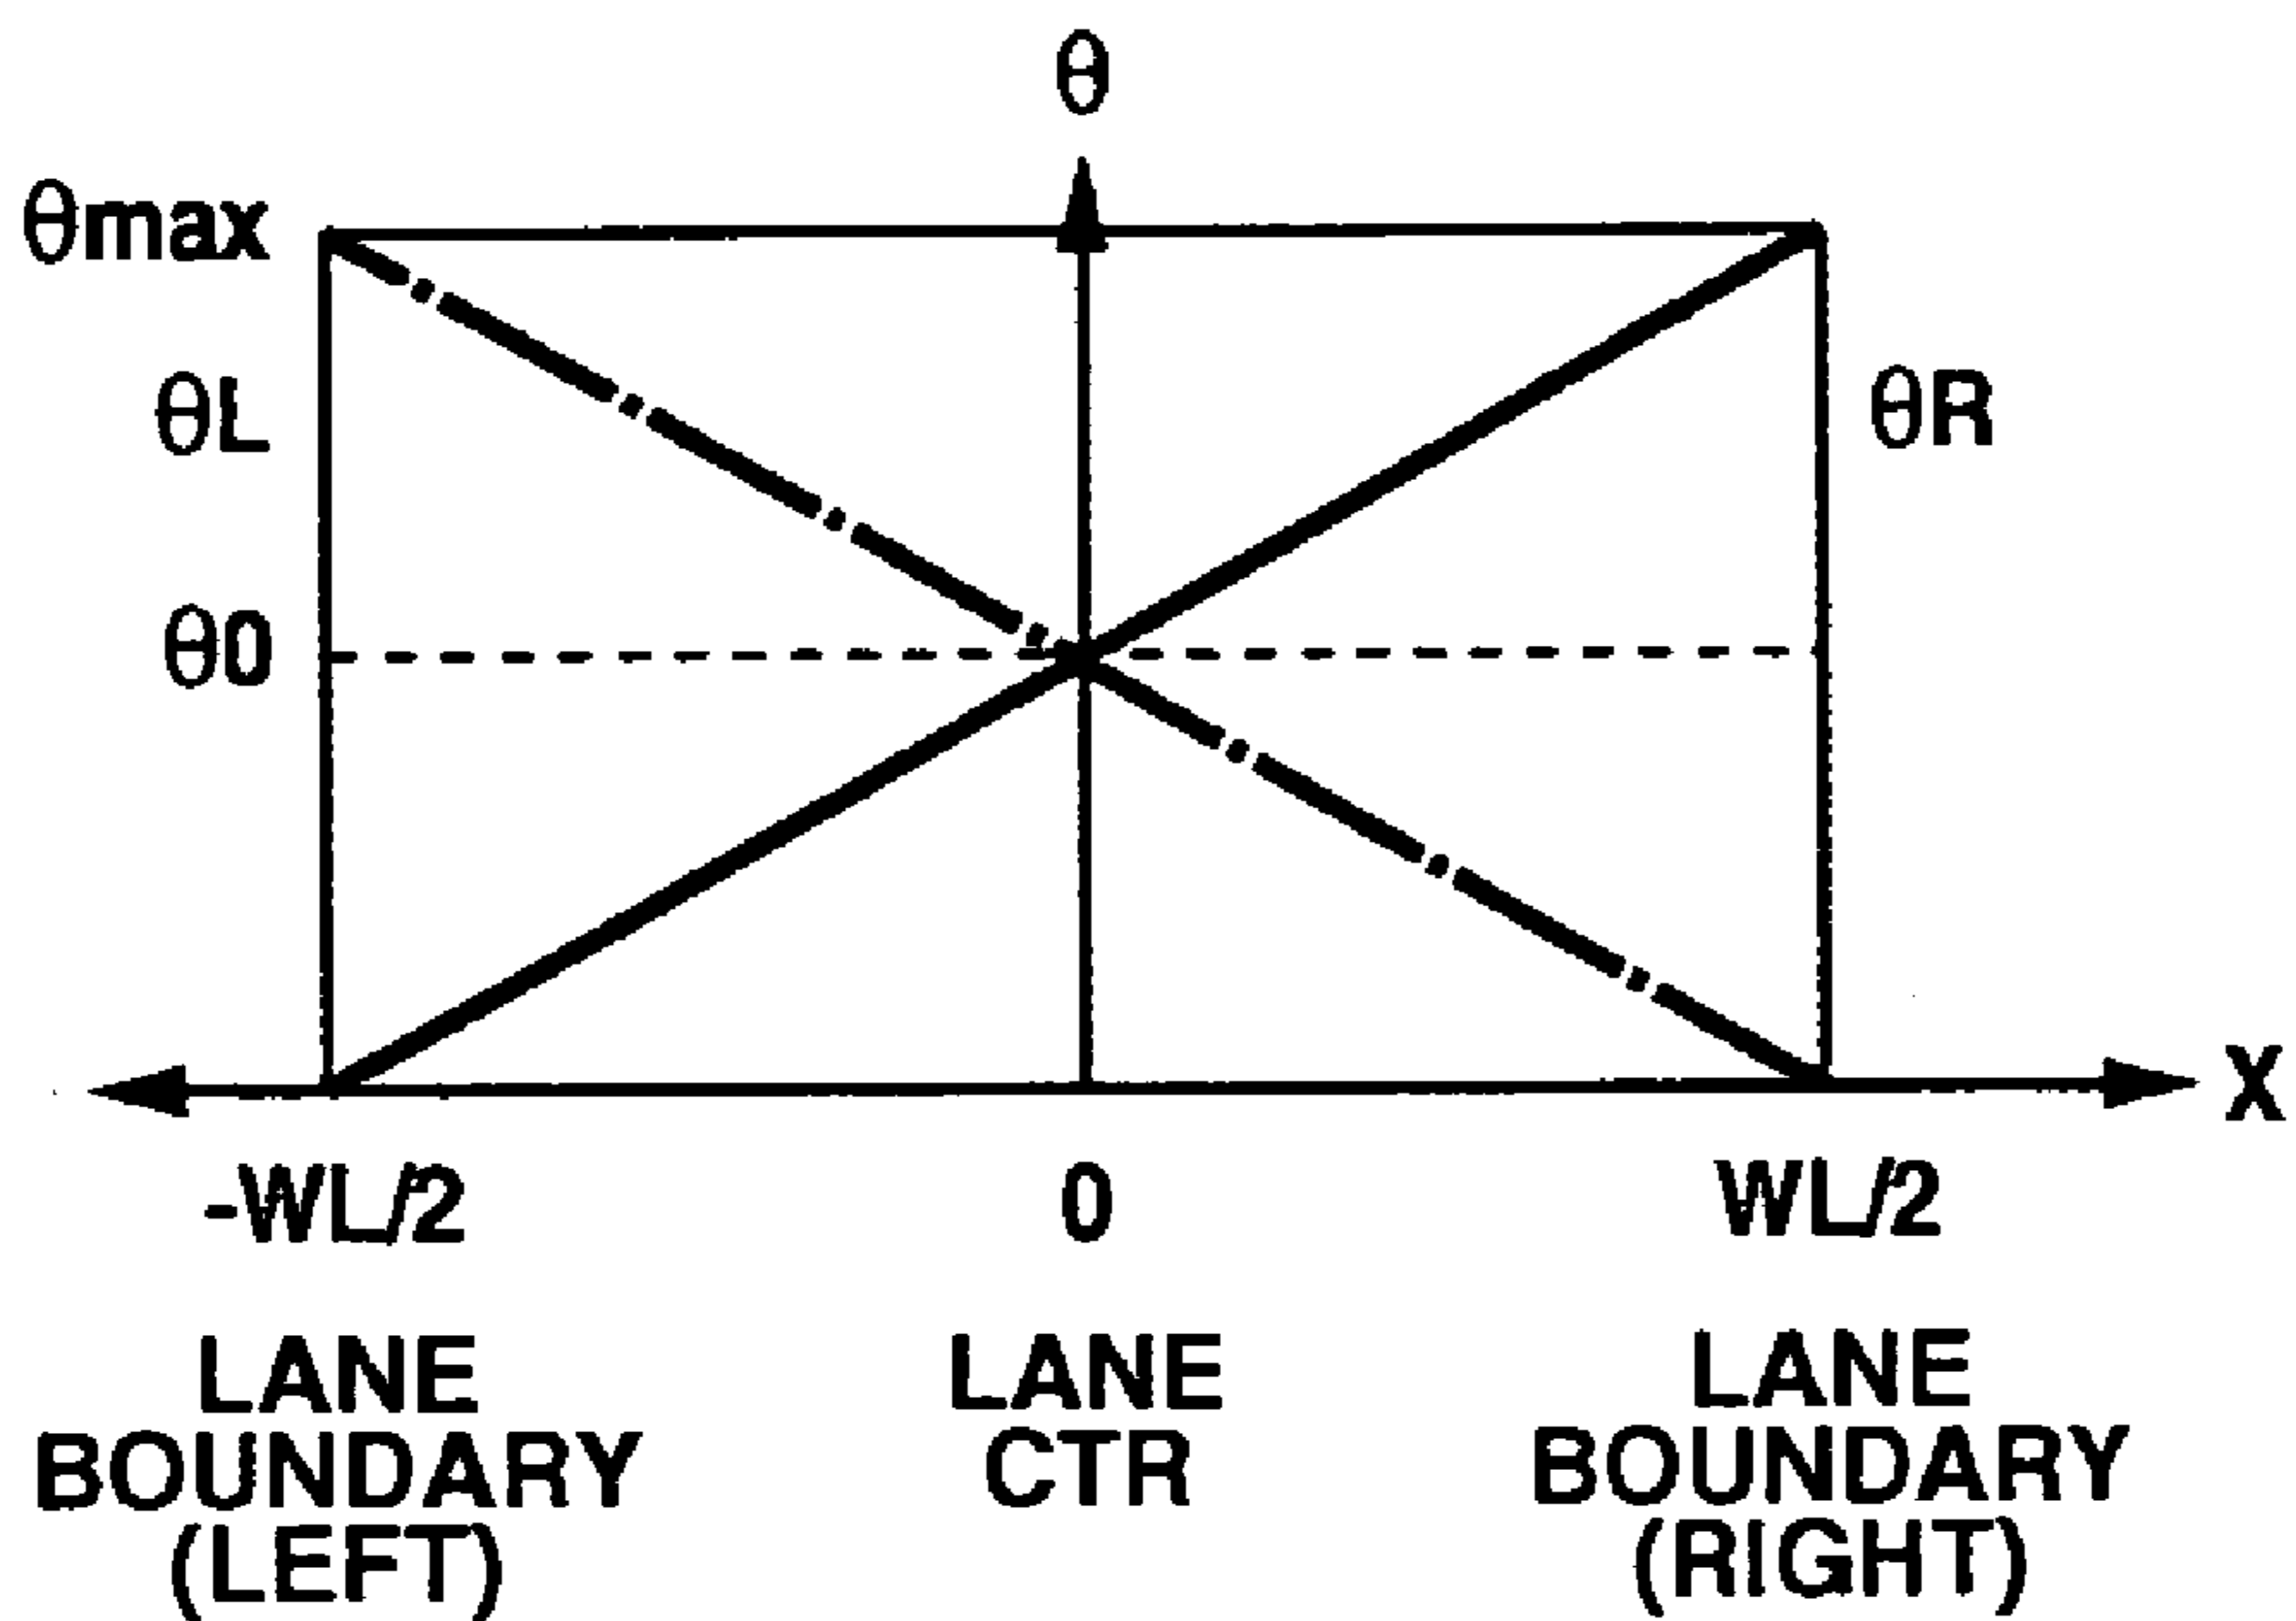 θ
θmax
θL
θR
θ0
X
-WL/2
0
WL/2
LANE
BOUNDARY
(LEFT)
LANE
CTR
LANE
BOUNDARY
(RIGHT)